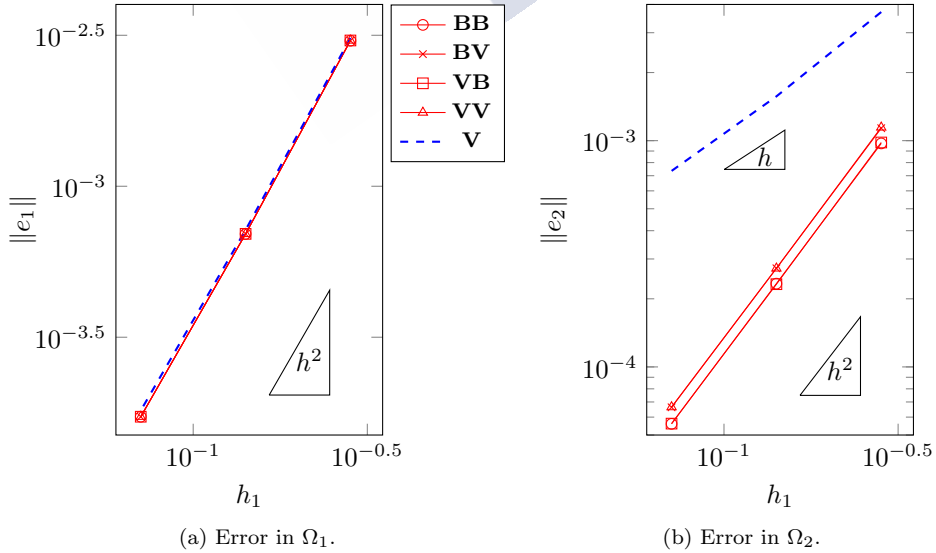 10^{-2.5}
10^{-3}
10^{-3.5}
‖e_1‖
h^2
10^{-1}
10^{-0.5}
h_1
(a) Error in Ω_1.
BB
BV
VB
VV
V
10^{-3}
10^{-4}
‖e_2‖
h
h^2
10^{-1}
10^{-0.5}
h_1
(b) Error in Ω_2.